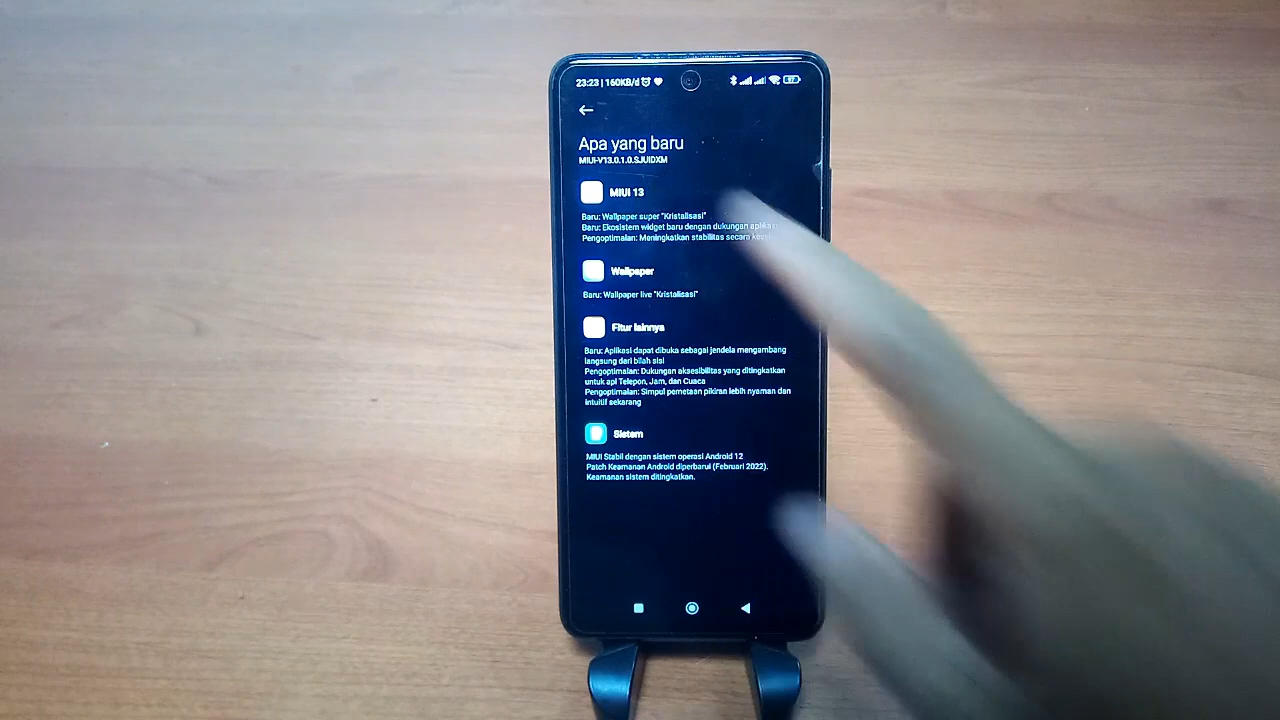 23:23 | 160KB/d
57
Apa yang baru
MIUI-V13.0.1.0.SJUIDXM
MIUI 13
Baru: Wallpaper super "Kristalisasi"
Baru: Ekosistem widget baru dengan dukungan aplikasi
Pengoptimalan: Meningkatkan stabilitas secara
Wallpaper
Baru: Wallpaper live "Kristalisasi"
Fitur lainnya
Baru: Aplikasi dapat dibuka sebagai jendela mengambang
langsung dari bilah sisi
Pengoptimalan: Dukungan aksesibilitas yang ditingkatkan
untuk api Telepon, Jam, dan Cuaca
Pengoptimalan: Simpul pemetaan pikiran lebih nyaman dan
intuitif sekarang
Sistem
MIUI Stabil dengan sistem operasi Android 12
Patch Keamanan Android diperbarui (Februari 2022).
Keamanan sistem ditingkatkan.